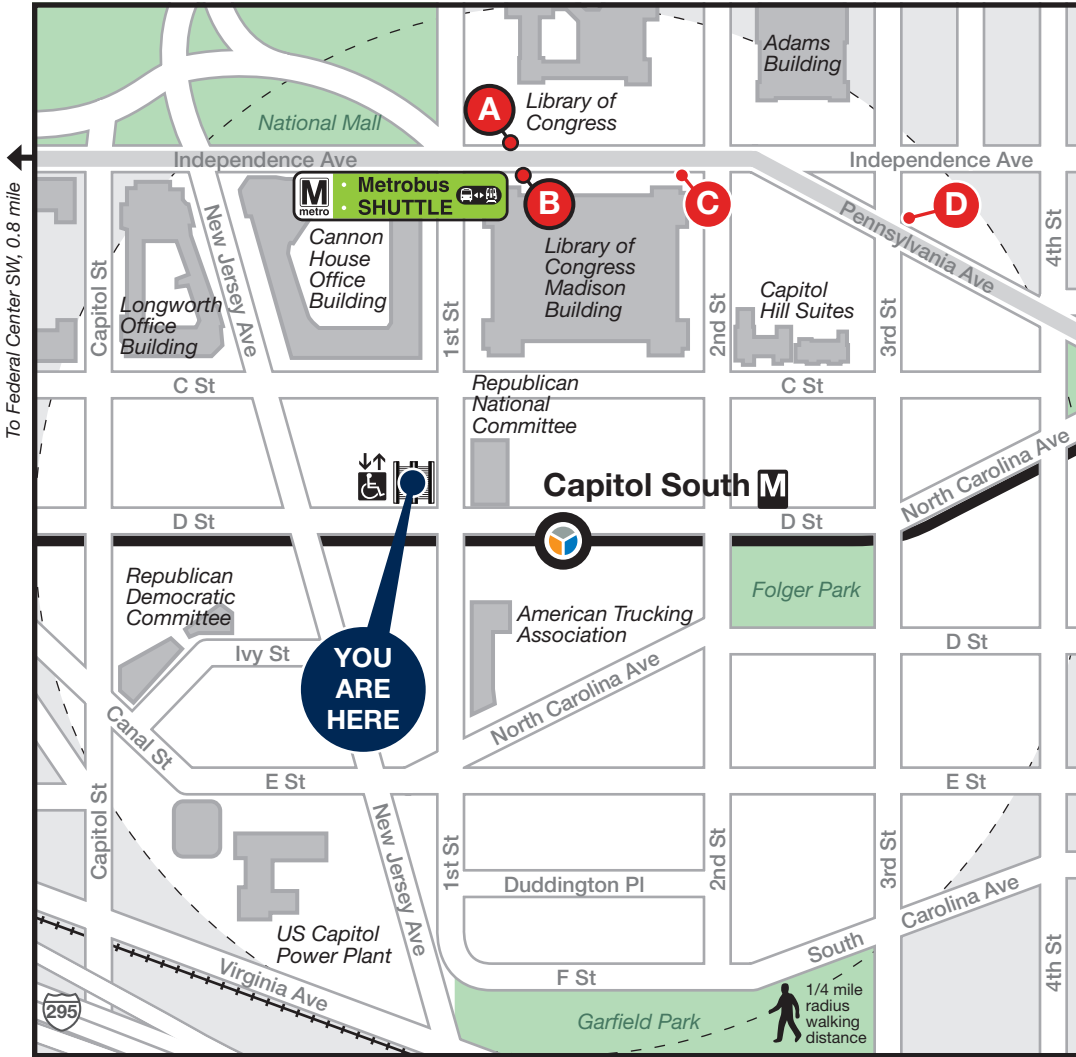 Adams
Building
A
Library of
Congress
National Mall
Independence Ave
Independence Ave
M
metro
Metrobus
SHUTTLE
B
C
D
To Federal Center SW, 0.8 mile
Capitol St
New Jersey Ave
Longworth
Office
Building
Cannon
House
Office
Building
1st St
Library of
Congress
Madison
Building
2nd St
Capitol
Hill Suites
3rd St
Pennsylvania Ave
4th St
C St
C St
Republican
National
Committee
Capitol South M
North Carolina Ave
D St
D St
Republican
Democratic
Committee
Folger Park
American Trucking
Association
D St
Ivy St
YOU
ARE
HERE
North Carolina Ave
Canal St
E St
E St
Capitol St
New Jersey Ave
1st St
2nd St
3rd St
Duddington Pl
South
Carolina Ave
4th St
US Capitol
Power Plant
Virginia Ave
F St
295
Garfield Park
1/4 mile
radius
walking
distance